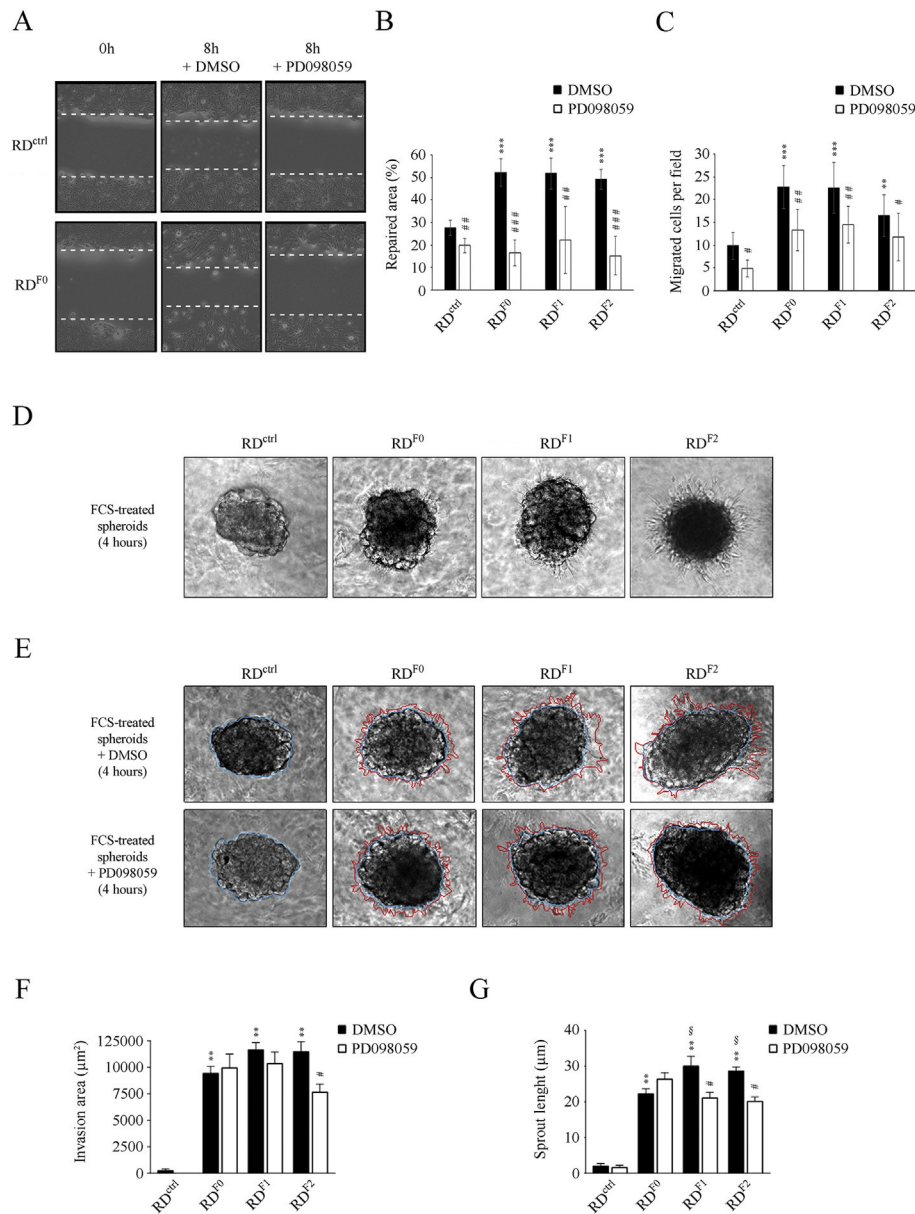 A
0h
8h
+ DMSO
8h
+ PD098059
RD^ctrl
RD^F0
B
DMSO
PD098059
Repaired area (%)
60
50
40
30
20
10
0
##
***
###
***
##
***
###
RD^ctrl
RD^F0
RD^F1
RD^F2
C
DMSO
PD098059
Migrated cells per field
30
25
20
15
10
5
0
#
***
##
***
##
**
#
RD^ctrl
RD^F0
RD^F1
RD^F2
D
RD^ctrl
RD^F0
RD^F1
RD^F2
FCS-treated
spheroids
(4 hours)
E
RD^ctrl
RD^F0
RD^F1
RD^F2
FCS-treated
spheroids
+ DMSO
(4 hours)
FCS-treated
spheroids
+ PD098059
(4 hours)
F
DMSO
PD098059
Invasion area (µm²)
125000
10000
7500
5000
2500
0
**
**
**
#
RD^ctrl
RD^F0
RD^F1
RD^F2
G
DMSO
PD098059
Sprout lenght (µm)
40
30
20
10
0
**
** §
#
** §
#
RD^ctrl
RD^F0
RD^F1
RD^F2